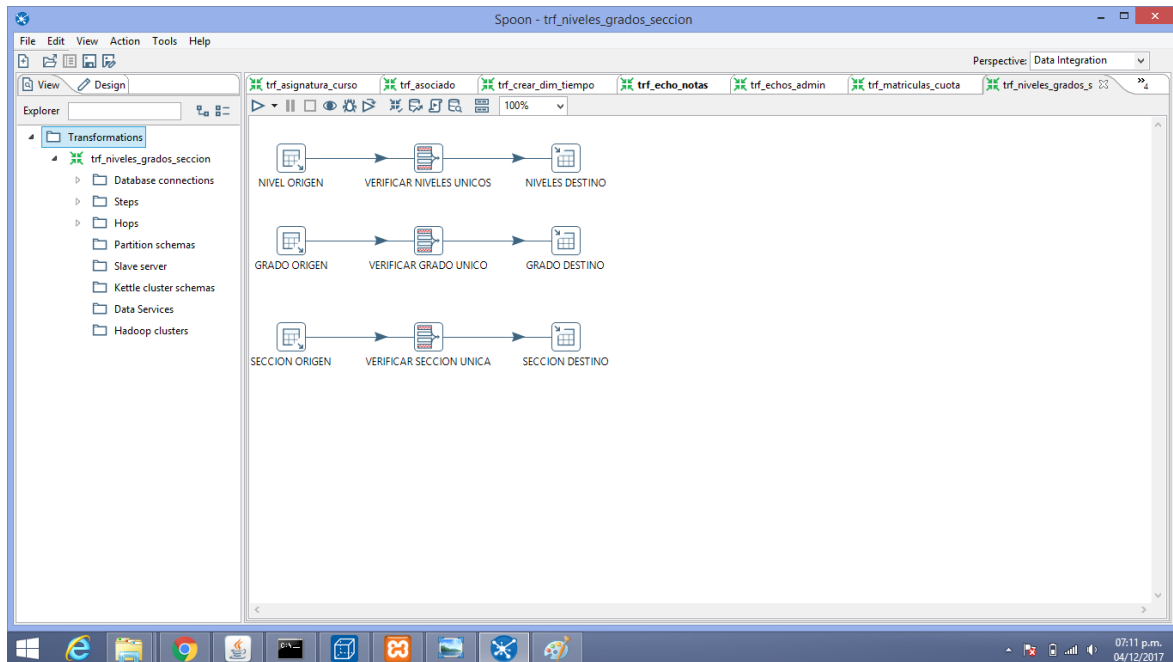 Spoon - trf_niveles_grados_seccion
File Edit View Action Tools Help
Perspective: Data Integration
View Design
trf_asignatura_curso trf_asociado trf_crear_dim_tiempo trf_echo_notas trf_echos_admin trf_matriculas_cuota trf_niveles_grados_s 4
Explorer
100%
Transformations
trf_niveles_grados_seccion
Database connections
Steps
Hops
Partition schemas
Slave server
Kettle cluster schemas
Data Services
Hadoop clusters
NIVEL ORIGEN VERIFICAR NIVELES UNICOS NIVELES DESTINO
GRADO ORIGEN VERIFICAR GRADO UNICO GRADO DESTINO
SECCION ORIGEN VERIFICAR SECCION UNICA SECCION DESTINO
07:11 p.m.
04/12/2017